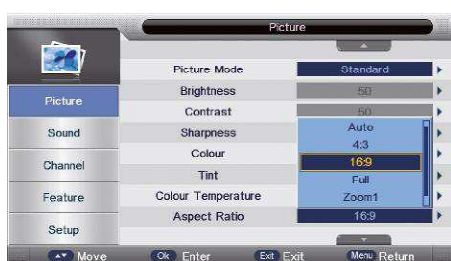 Picture
Picture Mode Standard
Brightness 50
Picture
Contrast 50
Sound
Sharpness
Auto
4:3
Colour
16:9
Channel
Tint
Full
Feature
Colour Temperature
Zoom1
Aspect Ratio 16:9
Setup
Move Ok Enter Exit Exit Menu Return